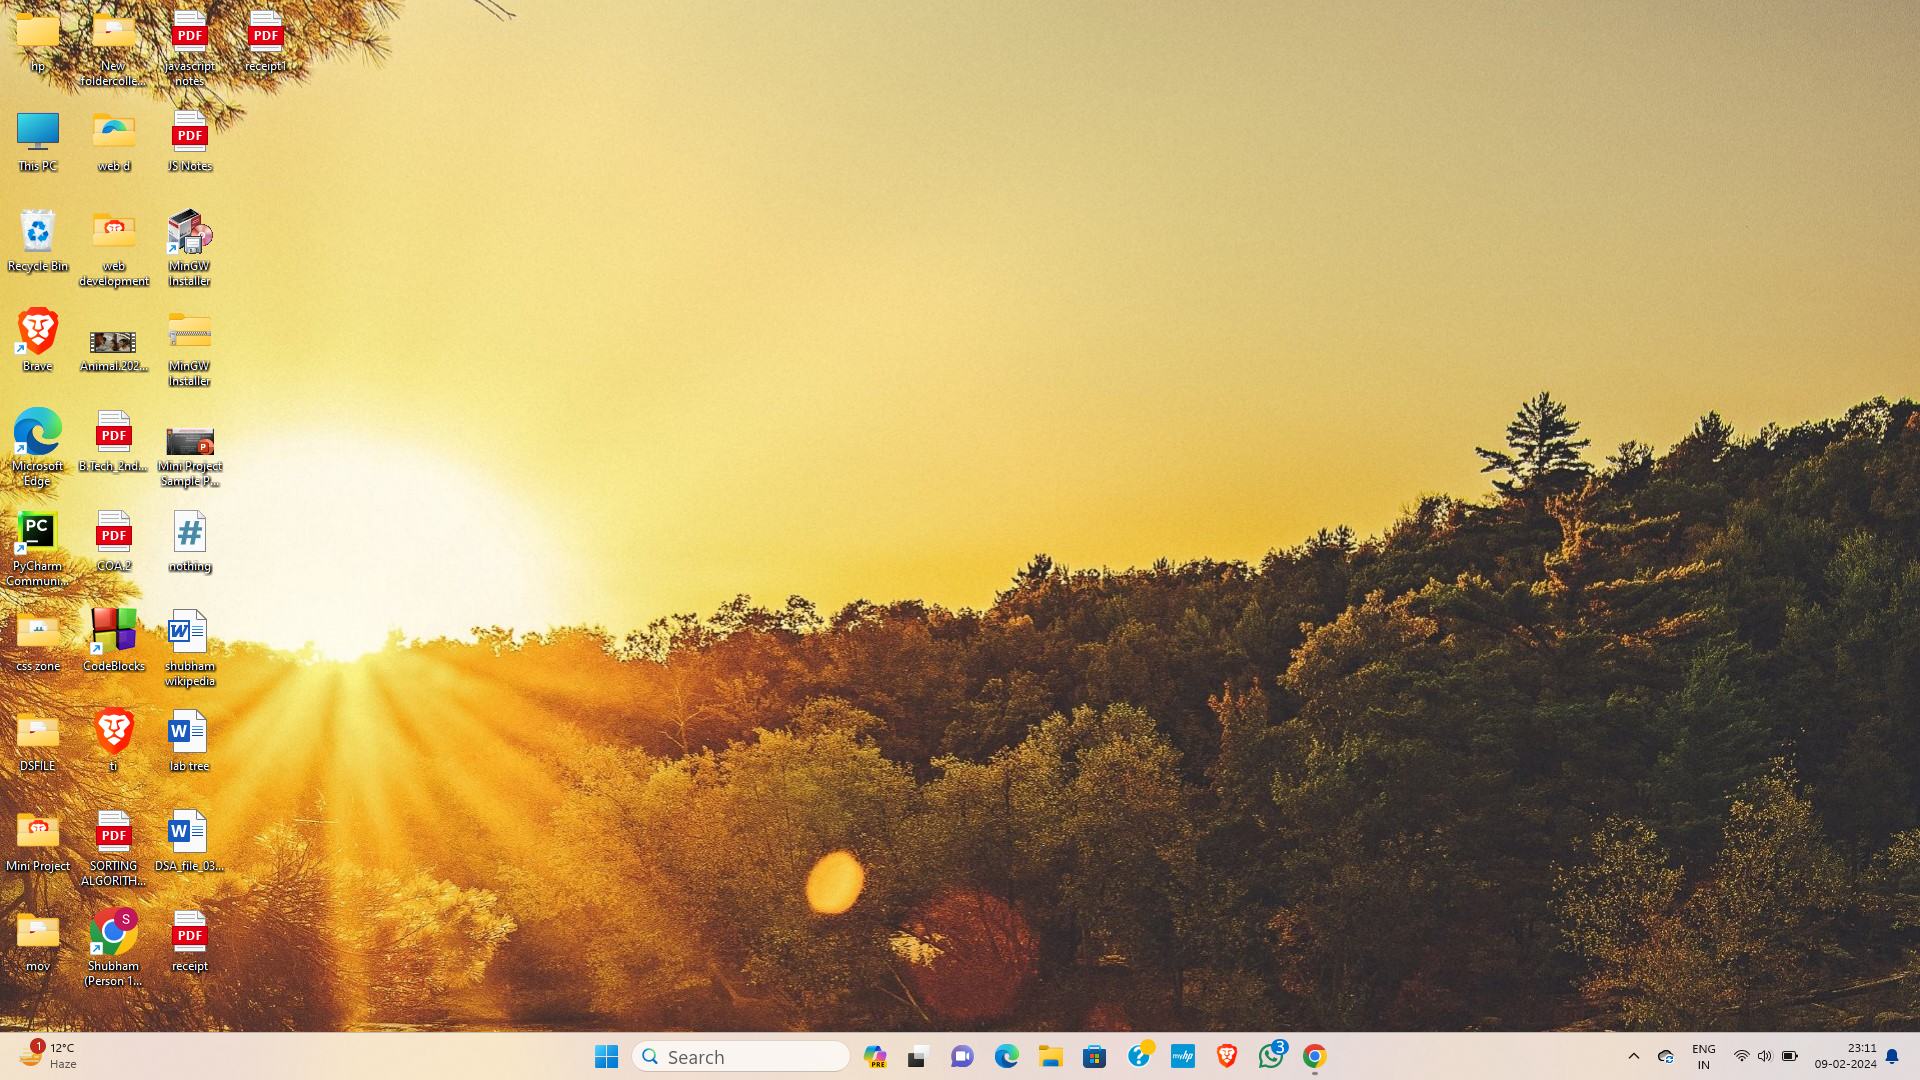 hp
New
foldercolle...
javascript
notes
receipt1
This PC
web d
JS Notes
Recycle Bin
web
development
MinGW
Installer
Brave
Animal.202...
MinGW
Installer
Microsoft
Edge
B.Tech_2nd...
Mini Project
Sample P...
PyCharm
Communi...
COA.2
nothing
css zone
CodeBlocks
shubham
wikipedia
DSFILE
ti
lab tree
Mini Project
SORTING
ALGORITH...
DSA_file_03...
mov
Shubham
(Person 1...
receipt
PDF
PDF
PDF
PDF
PDF
P
PC
PDF
#
W
W
PDF
W
S
PDF
1
12°C
Haze
Search
PRE
myhp
3
ENG
IN
23:11
09-02-2024